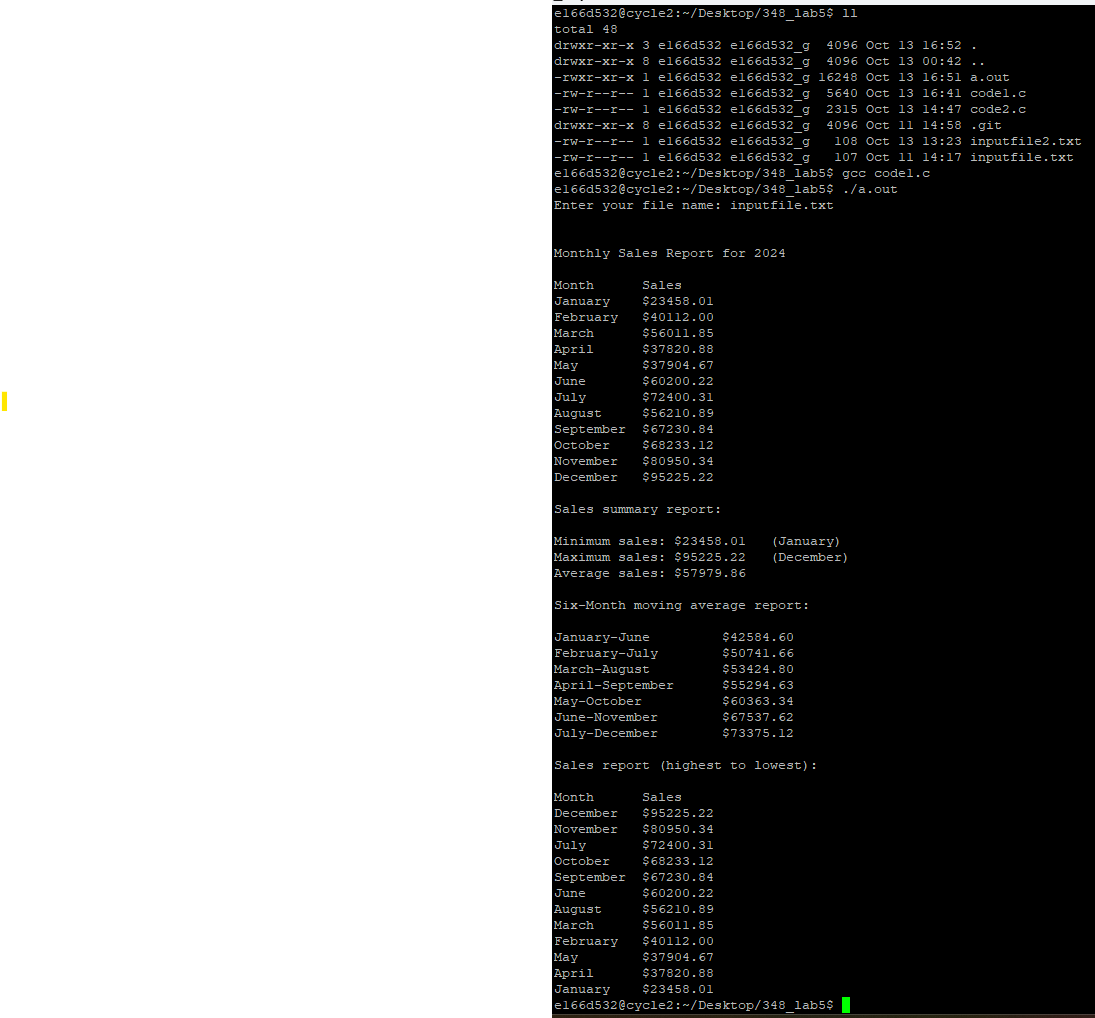 e166d532@cycle2:~/Desktop/348_lab5$ ll
total 48
drwxr-xr-x 3 e166d532 e166d532_g  4096 Oct 13 16:52 .
drwxr-xr-x 8 e166d532 e166d532_g  4096 Oct 13 00:42 ..
-rwxr-xr-x 1 e166d532 e166d532_g 16248 Oct 13 16:51 a.out
-rw-r--r-- 1 e166d532 e166d532_g  5640 Oct 13 16:41 code1.c
-rw-r--r-- 1 e166d532 e166d532_g  2315 Oct 13 14:47 code2.c
drwxr-xr-x 8 e166d532 e166d532_g  4096 Oct 11 14:58 .git
-rw-r--r-- 1 e166d532 e166d532_g   108 Oct 13 13:23 inputfile2.txt
-rw-r--r-- 1 e166d532 e166d532_g   107 Oct 11 14:17 inputfile.txt
e166d532@cycle2:~/Desktop/348_lab5$ gcc code1.c
e166d532@cycle2:~/Desktop/348_lab5$ ./a.out
Enter your file name: inputfile.txt
Monthly Sales Report for 2024
Month      Sales
January    $23458.01
February   $40112.00
March      $56011.85
April      $37820.88
May        $37904.67
June       $60200.22
July       $72400.31
August     $56210.89
September  $67230.84
October    $68233.12
November   $80950.34
December   $95225.22
Sales summary report:
Minimum sales: $23458.01   (January)
Maximum sales: $95225.22   (December)
Average sales: $57979.86
Six-Month moving average report:
January-June         $42584.60
February-July        $50741.66
March-August         $53424.80
April-September      $55294.63
May-October          $60363.34
June-November        $67537.62
July-December        $73375.12
Sales report (highest to lowest):
Month      Sales
December   $95225.22
November   $80950.34
July       $72400.31
October    $68233.12
September  $67230.84
June       $60200.22
August     $56210.89
March      $56011.85
February   $40112.00
May        $37904.67
April      $37820.88
January    $23458.01
e166d532@cycle2:~/Desktop/348_lab5$